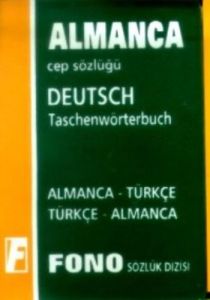 ALMANCA
cep sözlüğü
DEUTSCH
Taschenwörterbuch
ALMANCA - TÜRKÇE
TÜRKÇE - ALMANCA
F FONO SÖZLÜK DİZİSİ